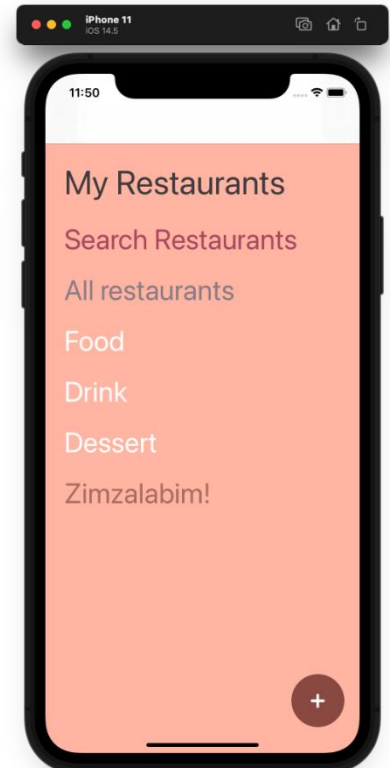 iPhone 11
iOS 14.5
11:50
My Restaurants
Search Restaurants
All restaurants
Food
Drink
Dessert
Zimzalabim!
+